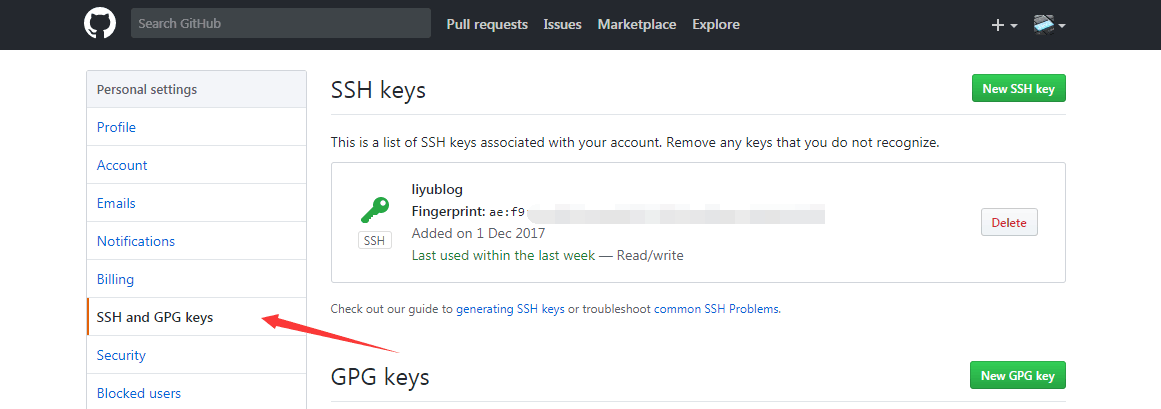 Search GitHub
Pull requests Issues Marketplace Explore
Personal settings
Profile
Account
Emails
Notifications
Billing
SSH and GPG keys
Security
Blocked users
SSH keys
New SSH key
This is a list of SSH keys associated with your account. Remove any keys that you do not recognize.
SSH
liyublog
Fingerprint: ae:f9
Added on 1 Dec 2017
Last used within the last week — Read/write
Delete
Check out our guide to generating SSH keys or troubleshoot common SSH Problems.
GPG keys
New GPG key